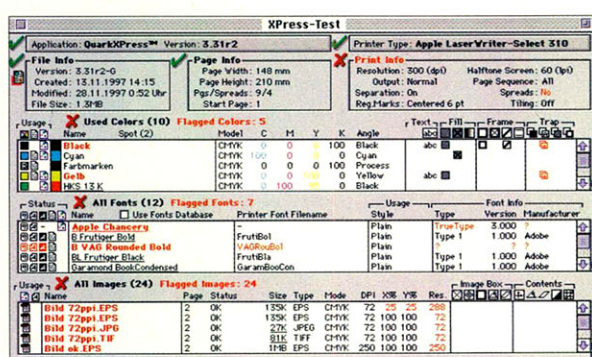 XPress-Test
Application: QuarkXPress™ Version: 3.31r2
Printer Type: Apple LaserWriter-Select 310
File Info
Version: 3.31r2-G
Created: 13.11.1997 14:15
Modified: 28.11.1997 0:52 Uhr
File Size: 1.3MB
Page Info
Page Width: 148 mm
Page Height: 210 mm
Pgs/Spreads: 9/4
Start Page: 1
Print Info
Resolution: 300 (dpi) Halftone Screen: 60 (lpi)
Output: Normal Page Sequence: All
Separation: On Spreads: No
Reg.Marks: Centered 6 pt Tiling: Off
Usage Used Colors (10) Flagged Colors: 5 Text Fill Frame Trap
Name Spot (2) Model C M Y K Angle abc
Black CMYK 0 0 0 100 Black abc
Cyan CMYK 100 0 0 0 Cyan
Farbmarken CMYK 0 0 0 100 Process
Gelb CMYK 0 0 100 0 Yellow abc
HKS 13 K CMYK 0 100 0 Black
Status All Fonts (12) Flagged Fonts: 7 Usage Font Info
Name Use Fonts Database Printer Font Filename Style Type Version Manufacturer
Apple Chancery - Plain TrueType 3.000 ?
B Frutiger Bold FrutiBol Plain Type 1 1.000 Adobe
B VAG Rounded Bold VAGRouBol Plain ? ? ?
BL Frutiger Black FrutiBla Plain Type 1 1.000 Adobe
Garamond BookCondensed GaramBooCon Plain Type 1 1.000 Adobe
Usage All Images (24) Flagged Images: 24 Image Box Contents
Name Page Status Size Type Mode DPI X% Y% Res.
Bild 72ppi.EPS 2 OK 135K EPS CMYK 72 25 25 288
Bild 72ppi.EPS 2 OK 135K EPS CMYK 72 100 100 72
Bild 72ppi.JPG 2 OK 27K JPEG CMYK 72 100 100 72
Bild 72ppi.TIF 2 OK 81K TIFF CMYK 72 100 100 72
Bild ok.EPS 2 OK 1MB EPS CMYK 250 100 100 250